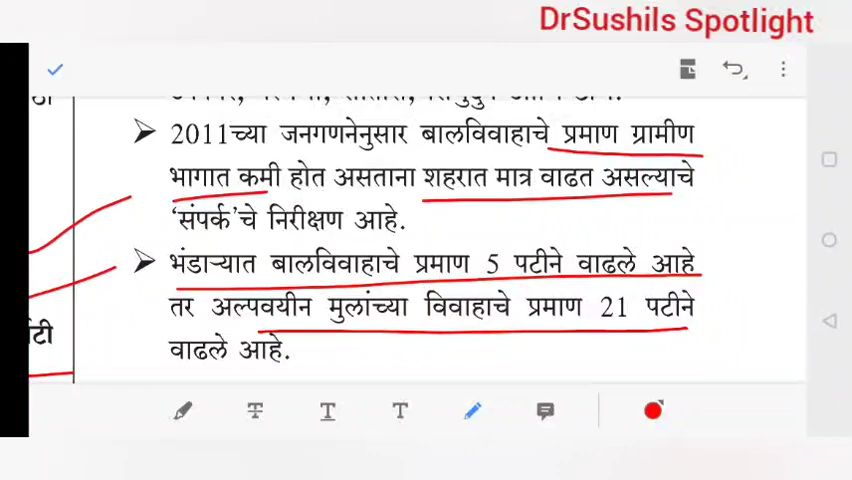 DrSushils Spotlight
2011च्या जनगणनेनुसार बालविवाहाचे प्रमाण ग्रामीण
भागात कमी होत असताना शहरात मात्र वाढत असल्याचे
‘संपर्क’चे निरीक्षण आहे.
भंडाऱ्यात बालविवाहाचे प्रमाण 5 पटीने वाढले आहे
तर अल्पवयीन मुलांच्या विवाहाचे प्रमाण 21 पटीने
वाढले आहे.